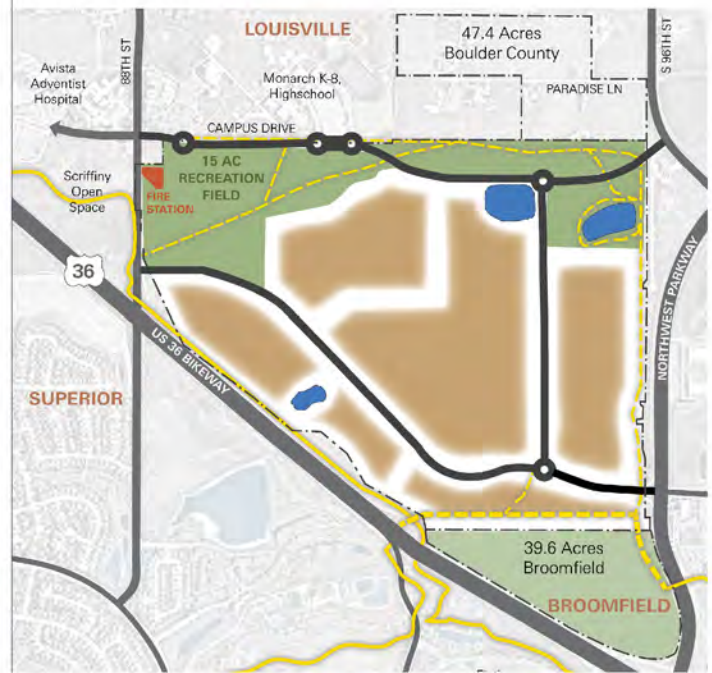 LOUISVILLE
47.4 Acres
Boulder County
88TH ST
S 96TH ST
Avista
Adventist
Hospital
Monarch K-8,
Highschool
PARADISE LN
CAMPUS DRIVE
15 AC
RECREATION
FIELD
Scriffiny
Open
Space
FIRE
STATION
36
US 36 BIKEWAY
NORTHWEST PARKWAY
SUPERIOR
39.6 Acres
Broomfield
BROOMFIELD